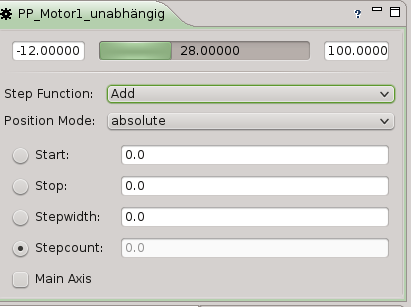 PP_Motor1_unabhängig ?
-12.00000 28.00000 100.0000
Step Function: Add
Position Mode: absolute
Start: 0.0
Stop: 0.0
Stepwidth: 0.0
Stepcount: 0.0
Main Axis